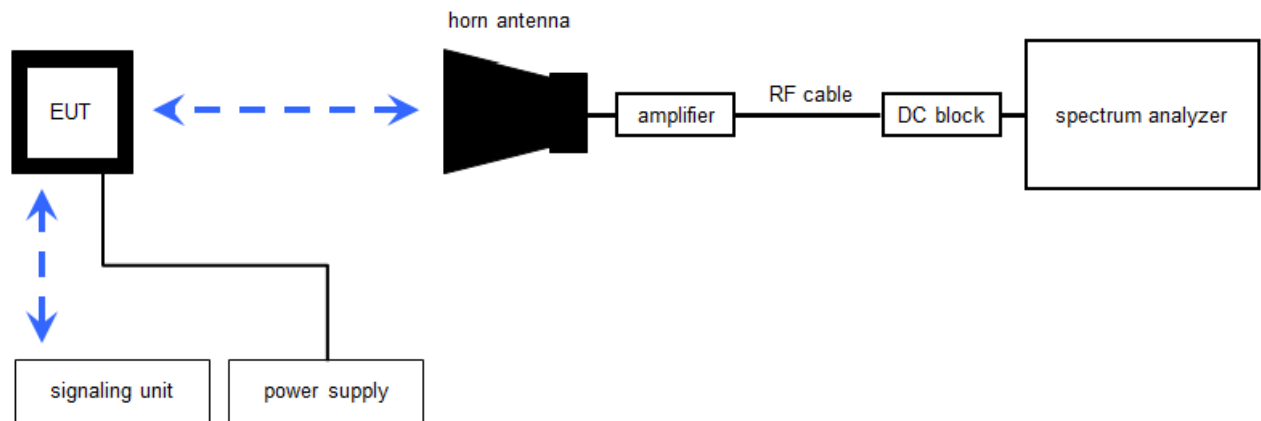 horn antenna
EUT
amplifier
RF cable
DC block
spectrum analyzer
signaling unit
power supply